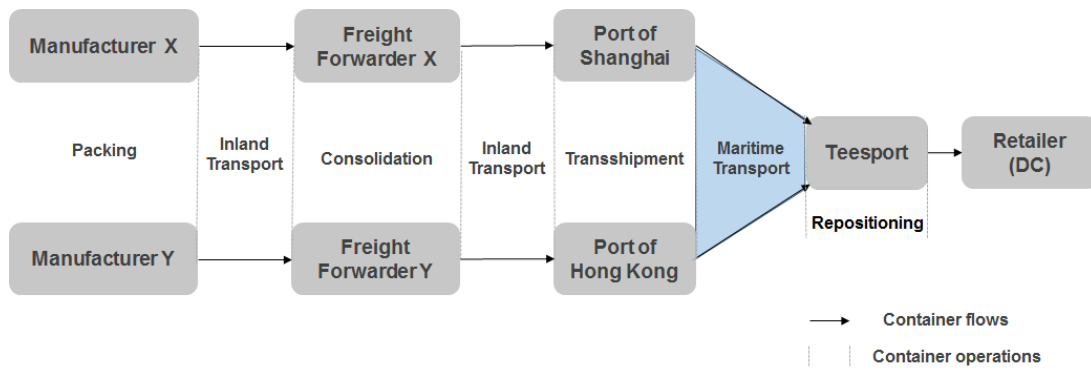 Manufacturer X
Freight
Forwarder X
Port of
Shanghai
Packing
Inland
Transport
Consolidation
Inland
Transport
Transshipment
Maritime
Transport
Teesport
Retailer
(DC)
Repositioning
Manufacturer Y
Freight
Forwarder Y
Port of
Hong Kong
Container flows
Container operations